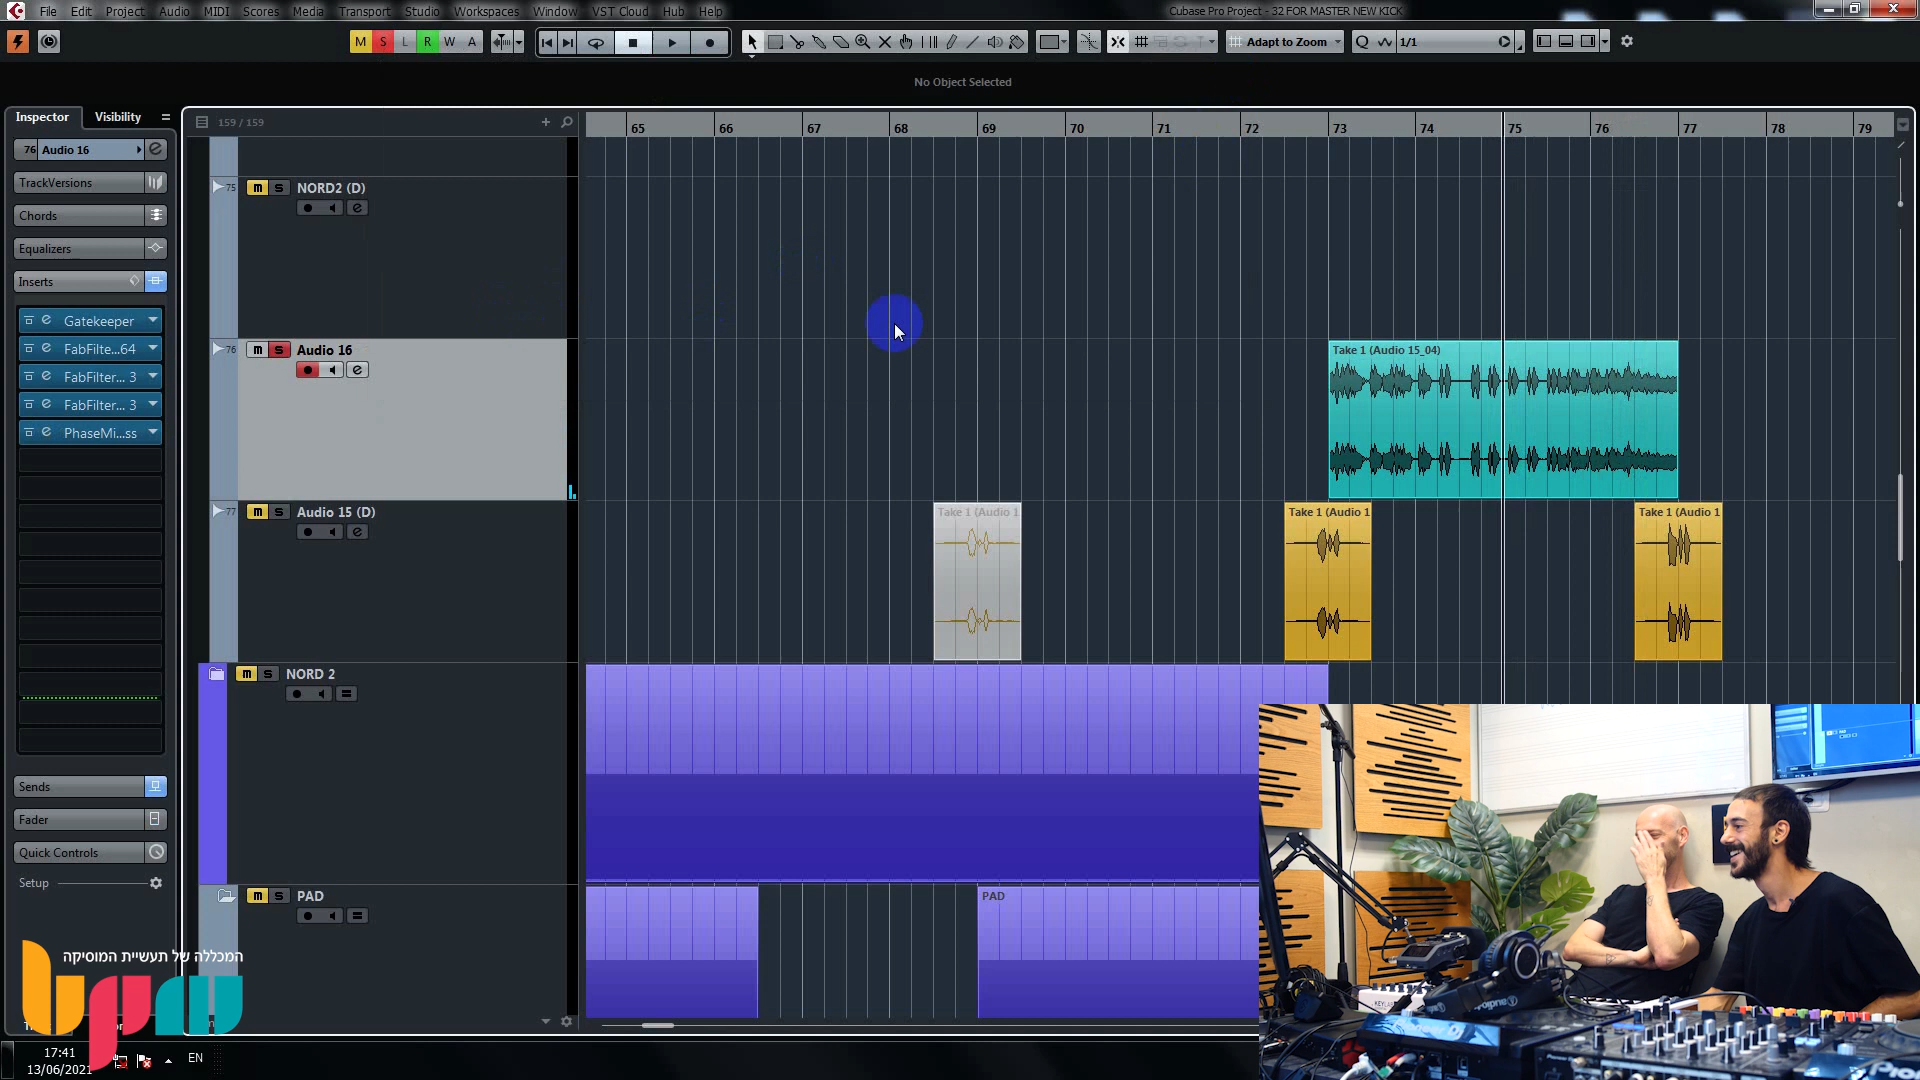 File Edit Project Audio MIDI Scores Media Transport Studio Workspaces Window VST Cloud Hub Help
Cubase Pro Project - 32 FOR MASTER NEW KICK
M S L R W A
Adapt to Zoom
Q 1/1
No Object Selected
Inspector Visibility
159 / 159
65 66 67 68 69 70 71 72 73 74 75 76 77 78 79
76 Audio 16
TrackVersions
Chords
Equalizers
Inserts
Gatekeeper
FabFilte...64
FabFilter... 3
FabFilter... 3
PhaseMi...ss
Sends
Fader
Quick Controls
Setup
75 m S NORD2 (D)
76 m S Audio 16
Take 1 (Audio 15_04)
77 m S Audio 15 (D)
Take 1 (Audio 1
Take 1 (Audio 1
Take 1 (Audio 1
m S NORD 2
m S PAD
PAD
המכללה של תעשיית המוסיקה
17:41
13/06/2021
EN